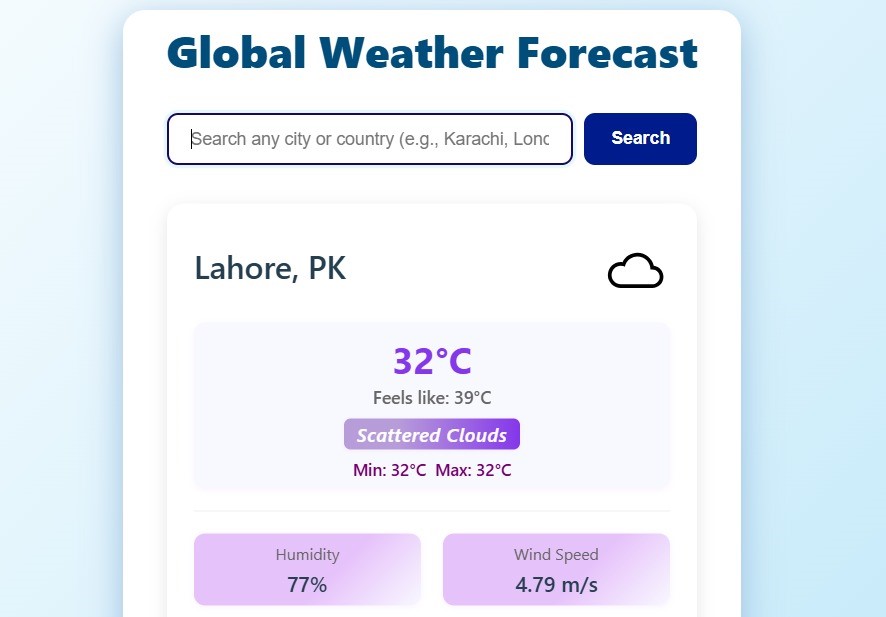 Global Weather Forecast
Search any city or country (e.g., Karachi, Lond
Search
Lahore, PK
32°C
Feels like: 39°C
Scattered Clouds
Min: 32°C Max: 32°C
Humidity
77%
Wind Speed
4.79 m/s